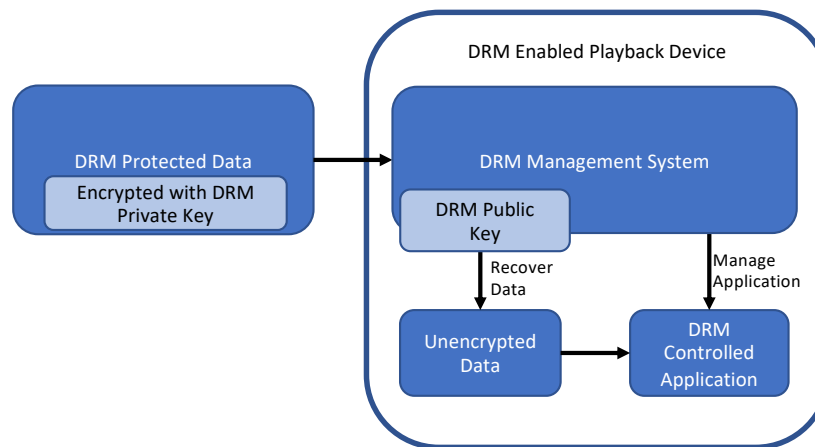 DRM Enabled Playback Device
DRM Protected Data
Encrypted with DRM
Private Key
DRM Management System
DRM Public
Key
Recover
Data
Manage
Application
Unencrypted
Data
DRM
Controlled
Application